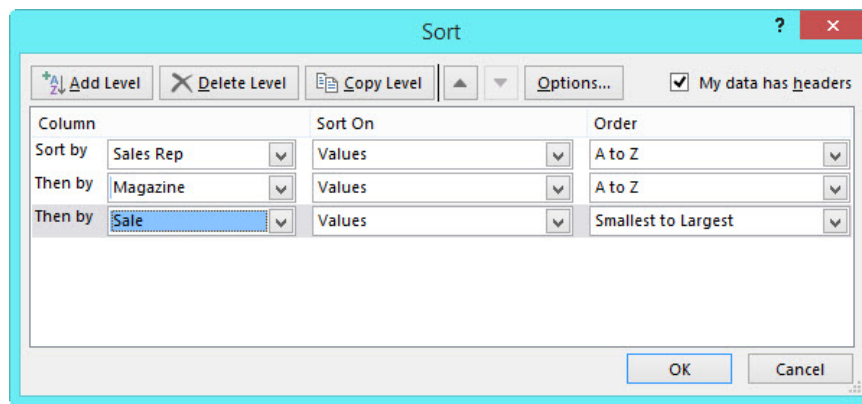 Sort ?
Add Level Delete Level Copy Level Options... My data has headers
Column Sort On Order
Sort by Sales Rep Values A to Z
Then by Magazine Values A to Z
Then by Sale Values Smallest to Largest
OK Cancel